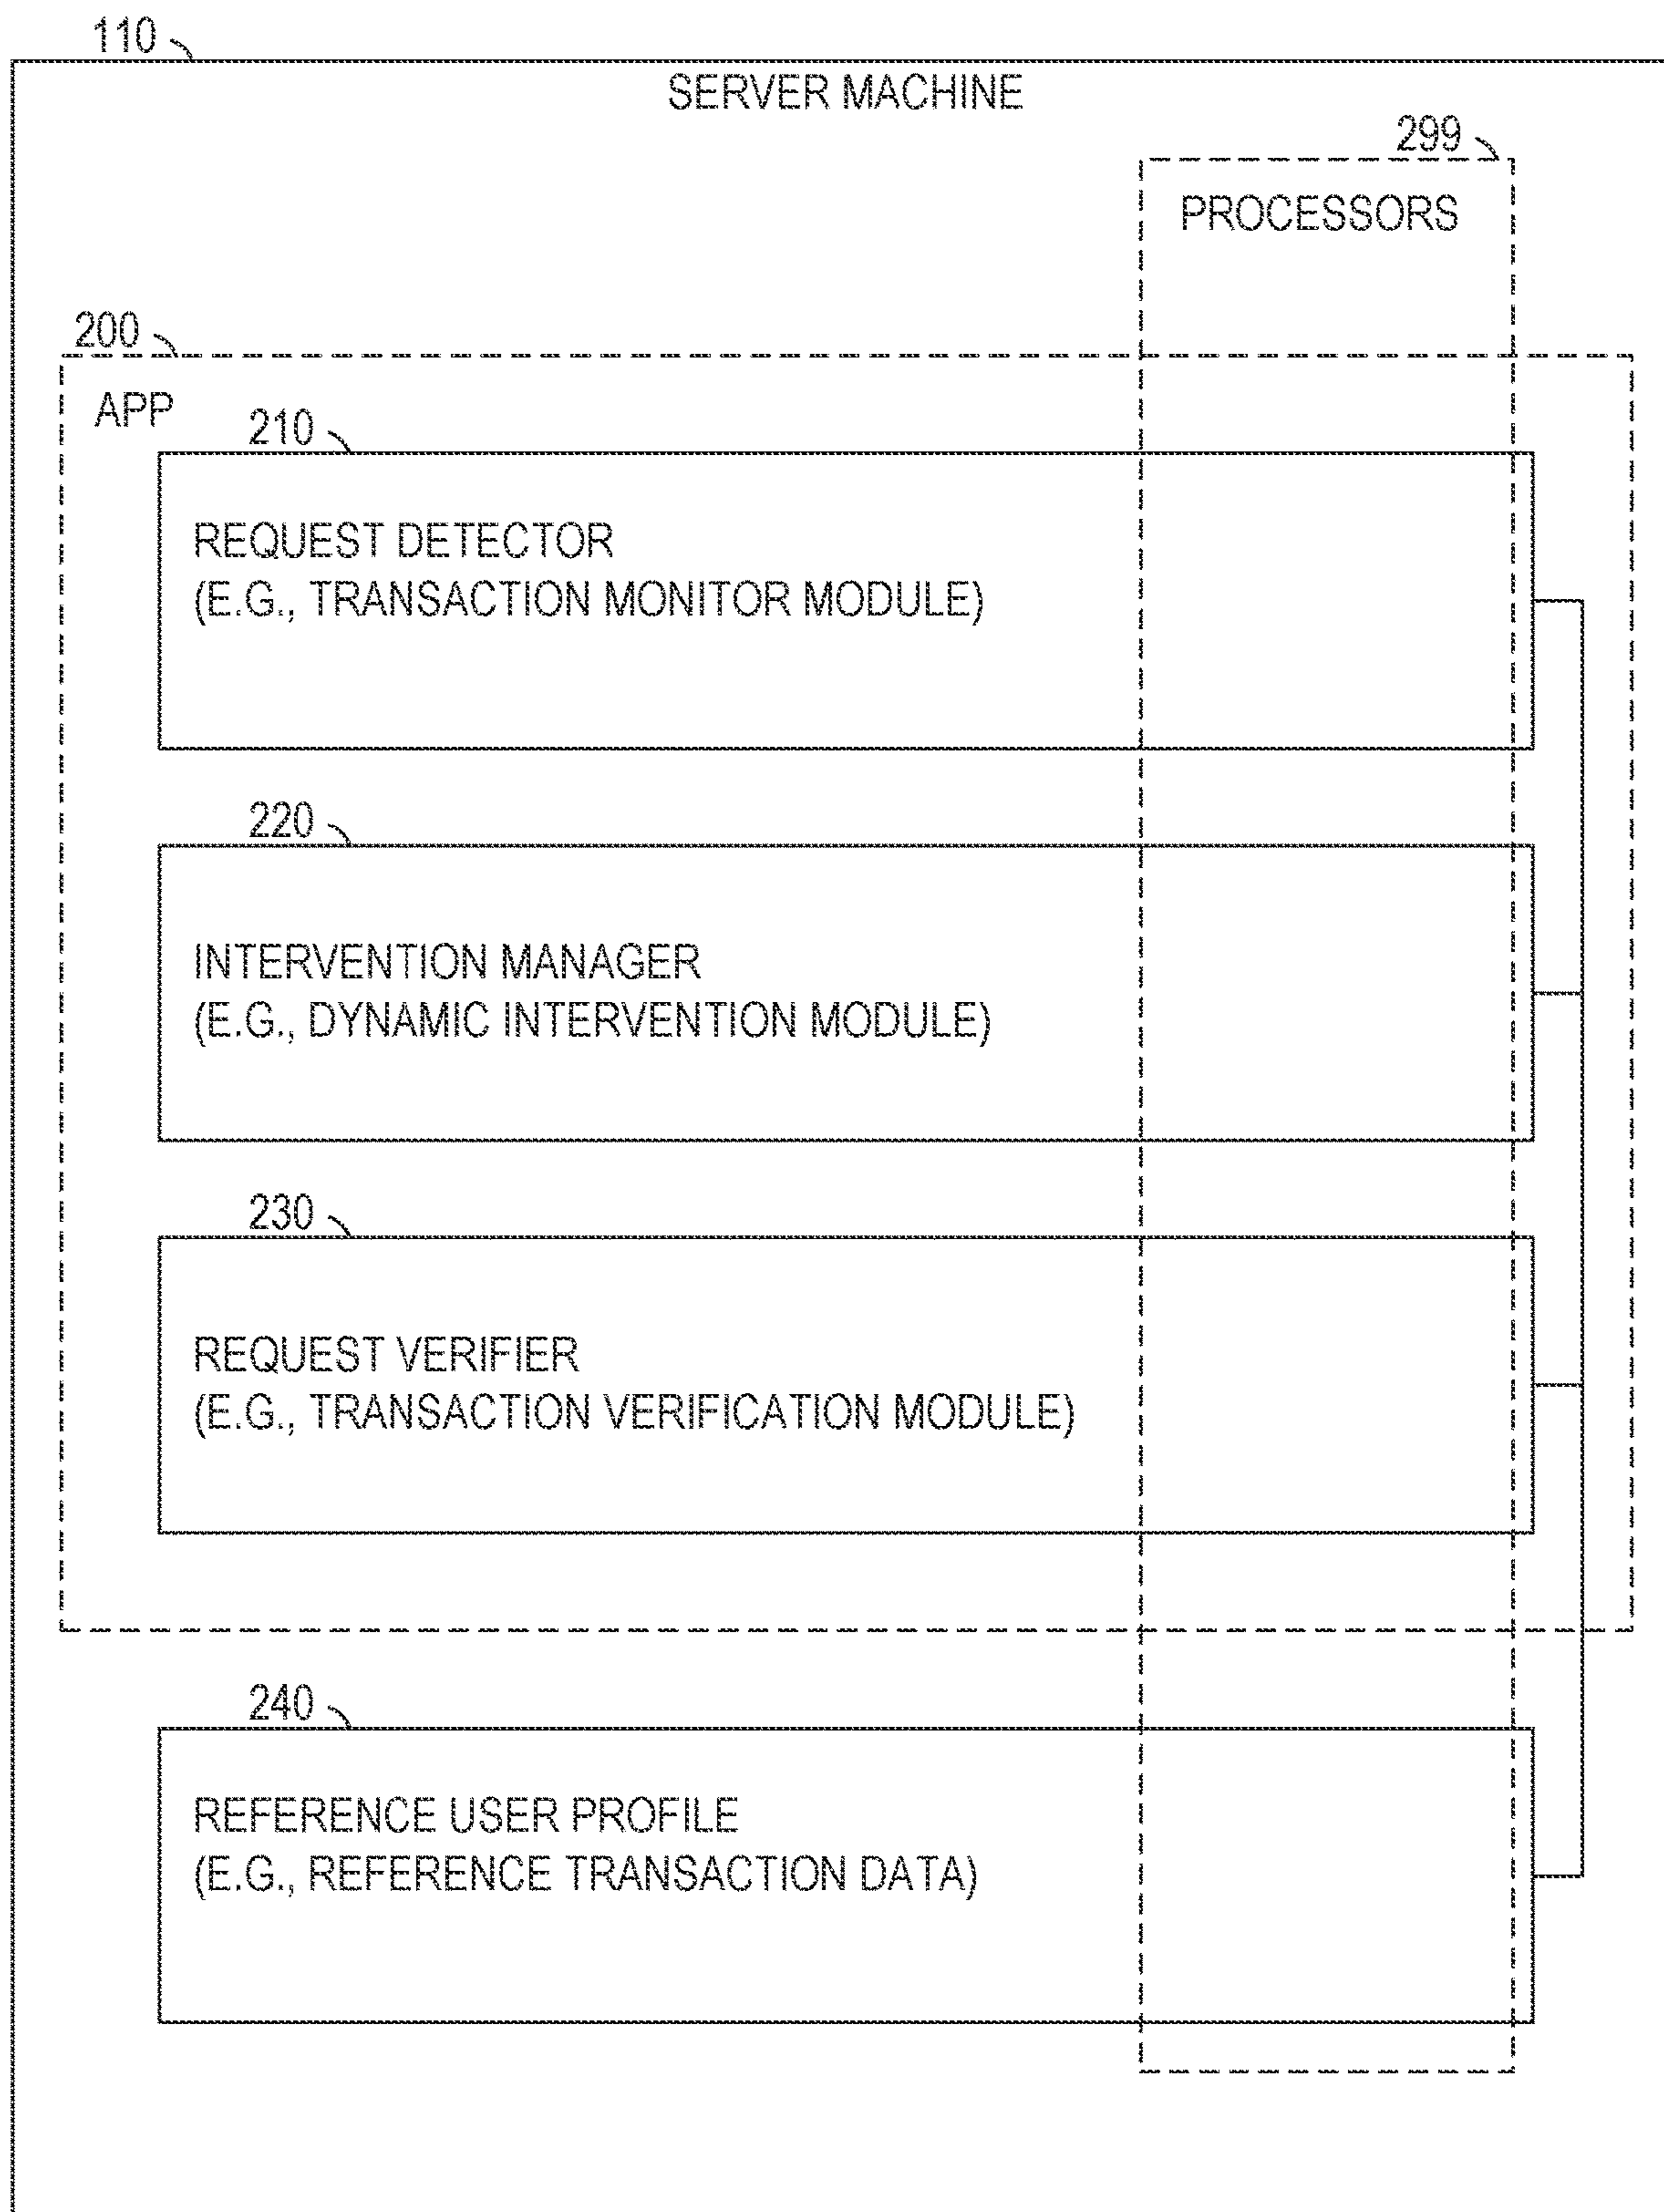 110
SERVER MACHINE
299
PROCESSORS
200
APP
210
REQUEST DETECTOR
(E.G., TRANSACTION MONITOR MODULE)
220
INTERVENTION MANAGER
(E.G., DYNAMIC INTERVENTION MODULE)
230
REQUEST VERIFIER
(E.G., TRANSACTION VERIFICATION MODULE)
240
REFERENCE USER PROFILE
(E.G., REFERENCE TRANSACTION DATA)